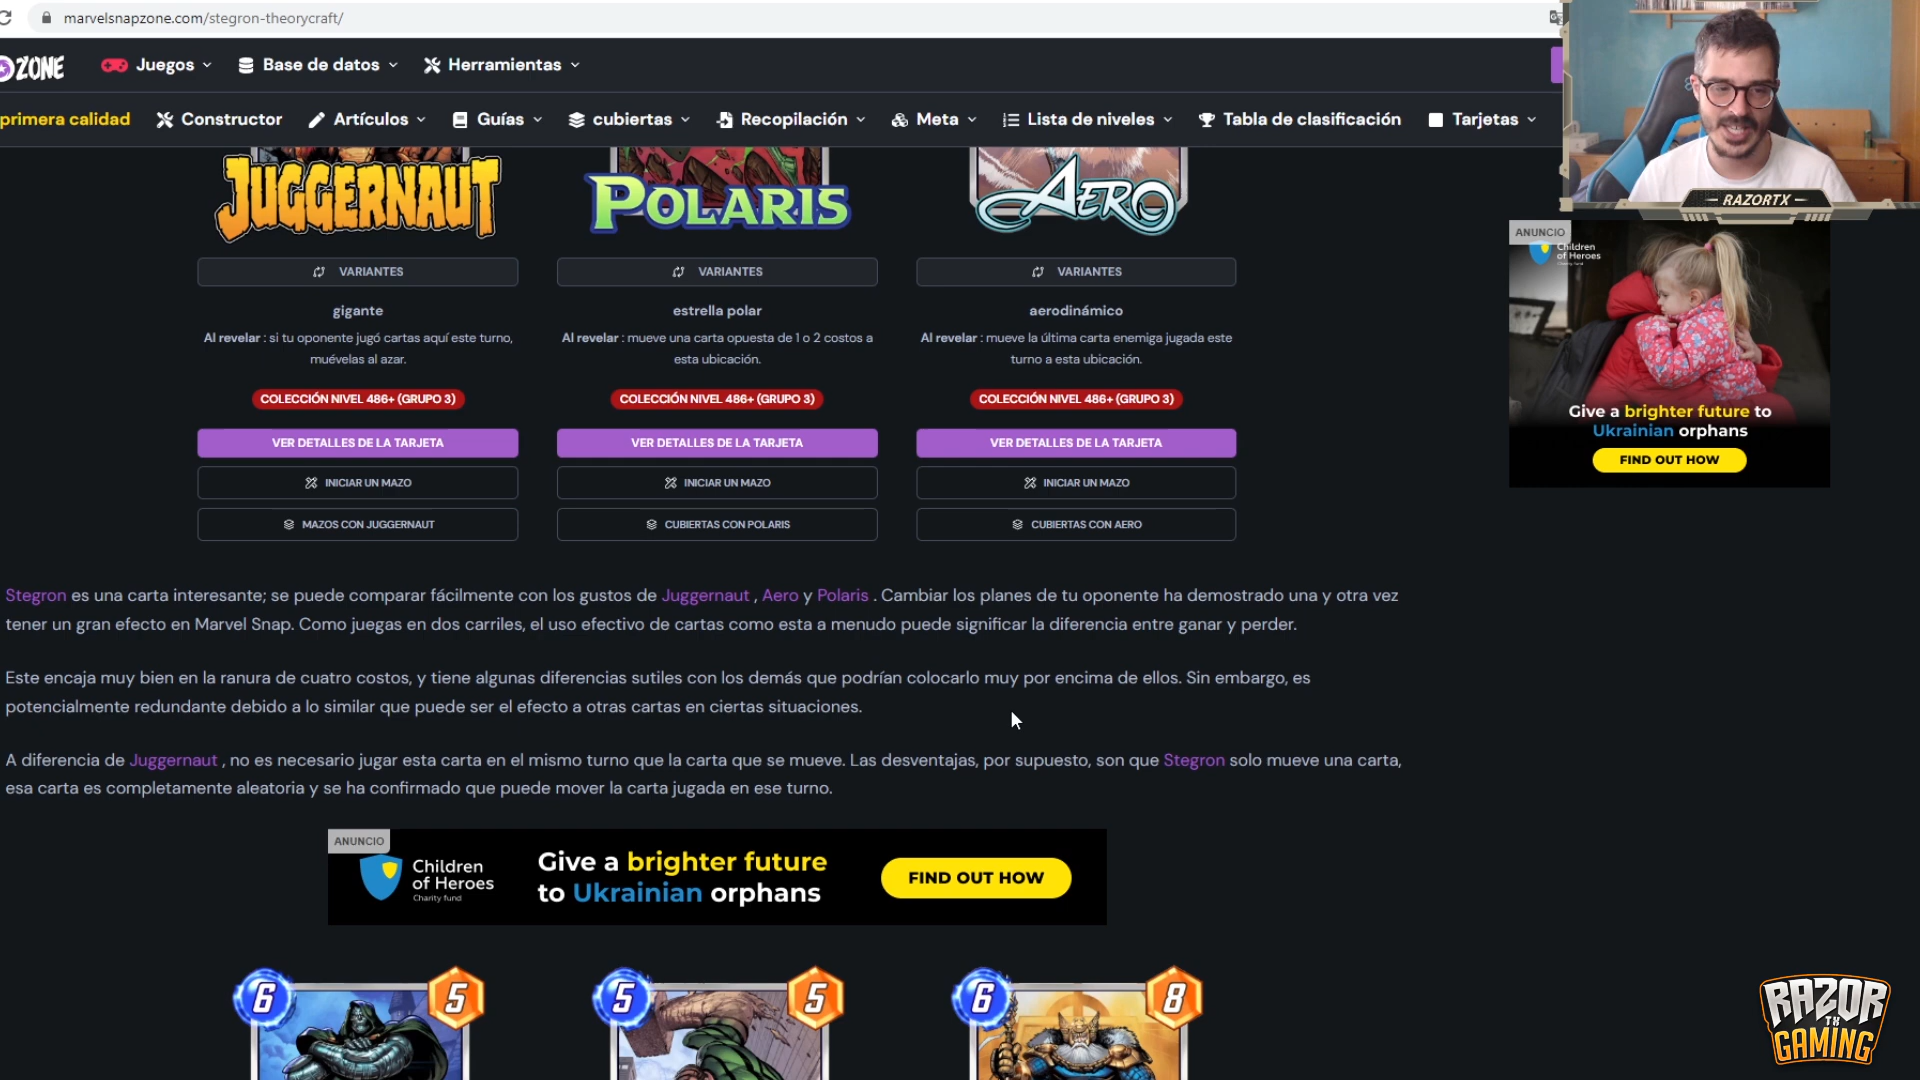 marvelsnapzone.com/stegron-theorycraft/
ZONE
Juegos
Base de datos
Herramientas
primera calidad
Constructor
Artículos
Guías
cubiertas
Recopilación
Meta
Lista de niveles
Tabla de clasificación
Tarjetas
RAZORTX
JUGGERNAUT
POLARIS
AERO
VARIANTES
VARIANTES
VARIANTES
gigante
estrella polar
aerodinámico
Al revelar : si tu oponente jugó cartas aquí este turno,
muévelas al azar.
Al revelar : mueve una carta opuesta de 1 o 2 costos a
esta ubicación.
Al revelar : mueve la última carta enemiga jugada este
turno a esta ubicación.
COLECCIÓN NIVEL 486+ (GRUPO 3)
COLECCIÓN NIVEL 486+ (GRUPO 3)
COLECCIÓN NIVEL 486+ (GRUPO 3)
VER DETALLES DE LA TARJETA
VER DETALLES DE LA TARJETA
VER DETALLES DE LA TARJETA
INICIAR UN MAZO
INICIAR UN MAZO
INICIAR UN MAZO
MAZOS CON JUGGERNAUT
CUBIERTAS CON POLARIS
CUBIERTAS CON AERO
ANUNCIO
Children
of Heroes
Charity fund
Give a brighter future to
Ukrainian orphans
FIND OUT HOW
Stegron es una carta interesante; se puede comparar fácilmente con los gustos de Juggernaut , Aero y Polaris . Cambiar los planes de tu oponente ha demostrado una y otra vez
tener un gran efecto en Marvel Snap. Como juegas en dos carriles, el uso efectivo de cartas como esta a menudo puede significar la diferencia entre ganar y perder.
Este encaja muy bien en la ranura de cuatro costos, y tiene algunas diferencias sutiles con los demás que podrían colocarlo muy por encima de ellos. Sin embargo, es
potencialmente redundante debido a lo similar que puede ser el efecto a otras cartas en ciertas situaciones.
A diferencia de Juggernaut , no es necesario jugar esta carta en el mismo turno que la carta que se mueve. Las desventajas, por supuesto, son que Stegron solo mueve una carta,
esa carta es completamente aleatoria y se ha confirmado que puede mover la carta jugada en ese turno.
ANUNCIO
Children
of Heroes
Charity fund
Give a brighter future
to Ukrainian orphans
FIND OUT HOW
6
5
5
5
6
8
RAZOR
TX
GAMING